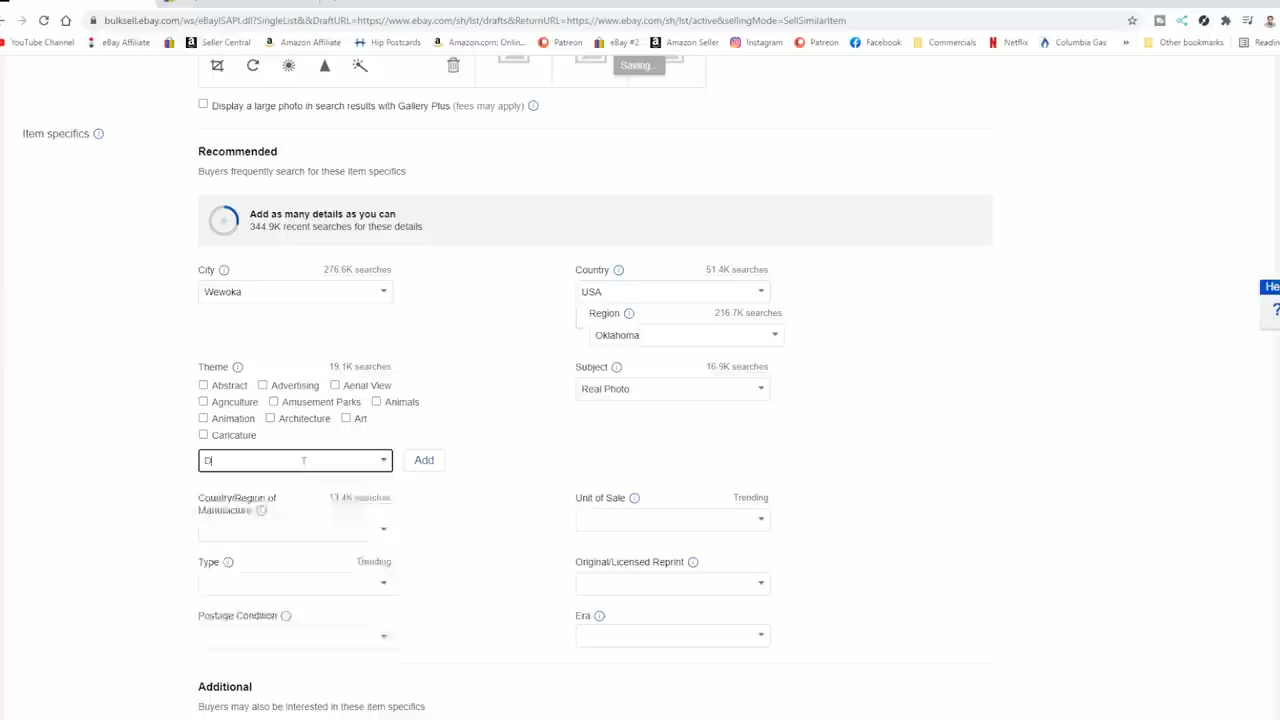 bulksell.ebay.com/ws/eBayISAPI.dll?SingleList&&DraftURL=https://www.ebay.com/sh/lst/drafts&ReturnURL=https://www.ebay.com/sh/lst/active&sellingMode=SellSimilarItem
YouTube Channel eBay Affiliate Seller Central Amazon Affiliate Hip Postcards Amazon.com: Onlin... Patreon eBay #2... Amazon Seller Instagram Patreon Facebook Commercials Netflix Columbia Gas » Other bookmarks Readin
Saving...
Display a large photo in search results with Gallery Plus (fees may apply)
Item specifics
Recommended
Buyers frequently search for these item specifics
Add as many details as you can
344.9K recent searches for these details
City 276.6K searches Country 51.4K searches
Wewoka USA
Region 216.7K searches
Oklahoma
Theme 19.1K searches Subject 16.9K searches
Abstract Advertising Aerial View Real Photo
Agriculture Amusement Parks Animals
Animation Architecture Art
Caricature
D Add
Country/Region of 13.4K searches Unit of Sale Trending
Manufacture
Type Trending Original/Licensed Reprint
Postage Condition Era
Additional
Buyers may also be interested in these item specifics
He
?